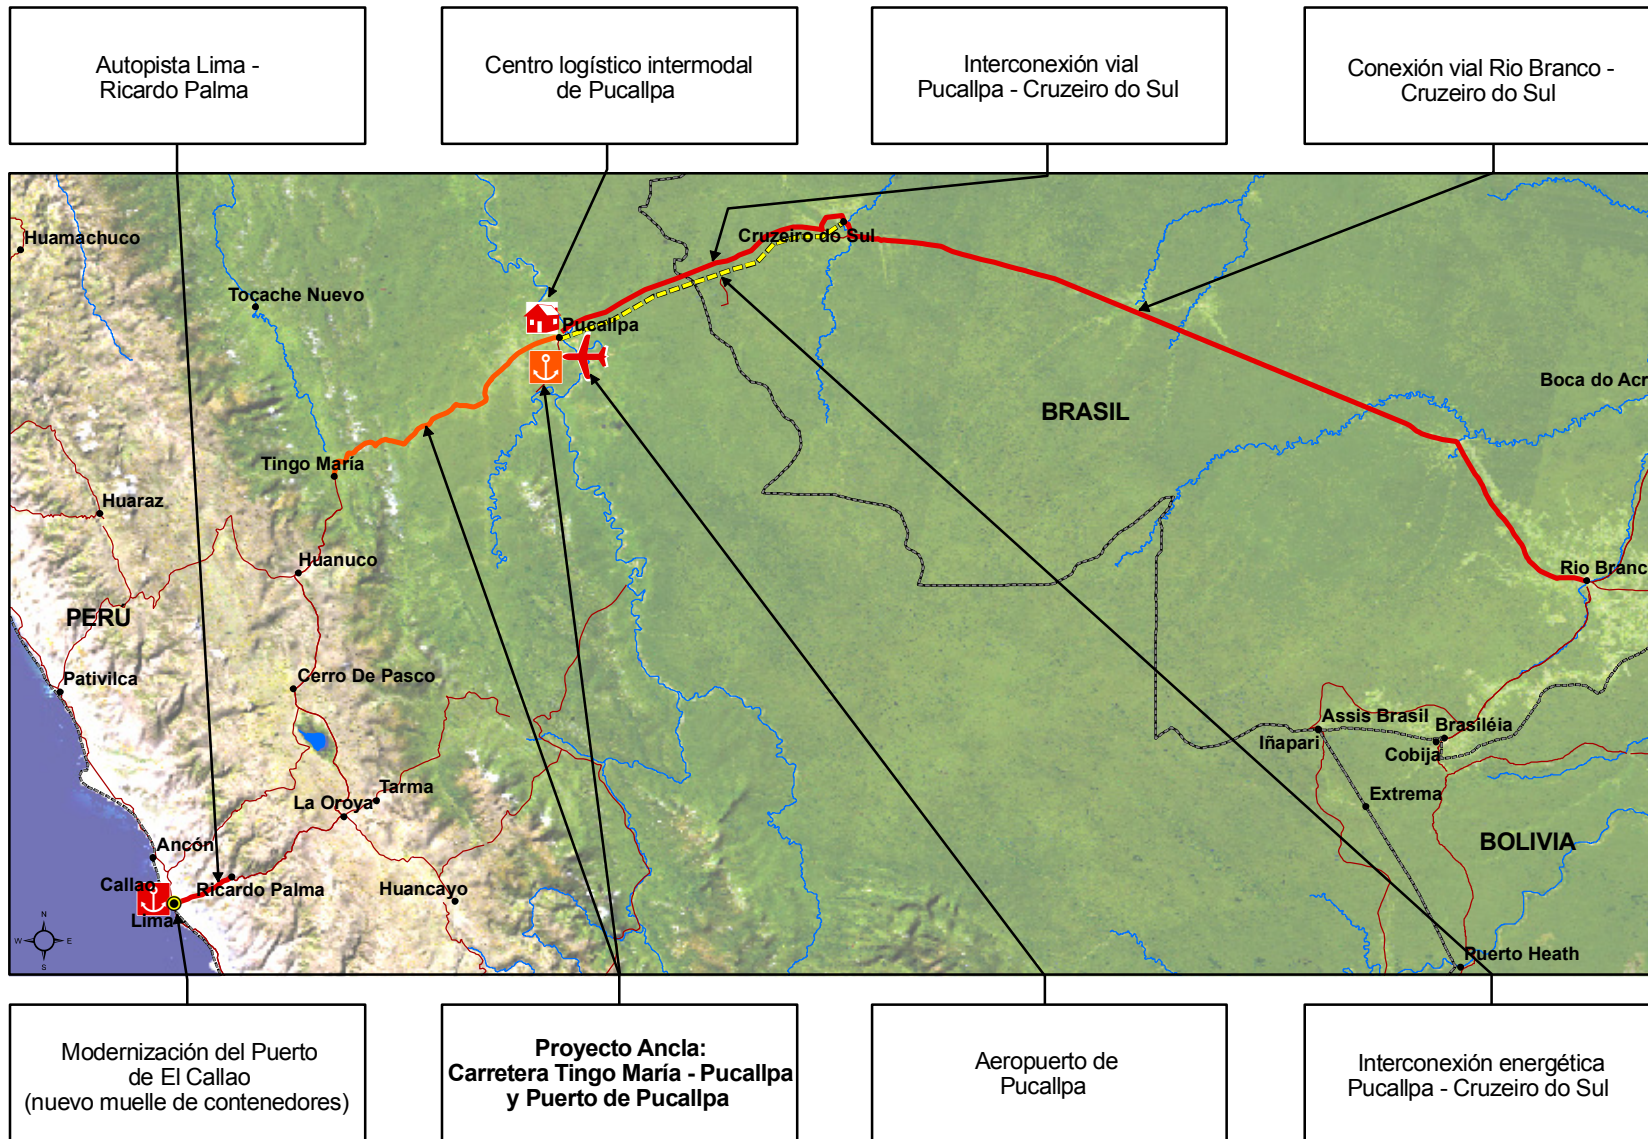 Autopista Lima -
Ricardo Palma
Centro logístico intermodal
de Pucallpa
Interconexión vial
Pucallpa - Cruzeiro do Sul
Conexión vial Rio Branco -
Cruzeiro do Sul
Huamachuco
Cruzeiro do Sul
Tocache Nuevo
Pucallpa
Boca do Acr
BRASIL
Tingo María
Huaraz
Huanuco
Rio Branc
PERÚ
Cerro De Pasco
Pativilca
Assis Brasil
Brasiléia
Iñapari
Cobija
Tarma
La Oroya
Extrema
Ancón
BOLIVIA
Callao
Ricardo Palma
Huancayo
Lima
N
W
E
S
Puerto Heath
Modernización del Puerto
de El Callao
(nuevo muelle de contenedores)
Proyecto Ancla:
Carretera Tingo María - Pucallpa
y Puerto de Pucallpa
Aeropuerto de
Pucallpa
Interconexión energética
Pucallpa - Cruzeiro do Sul